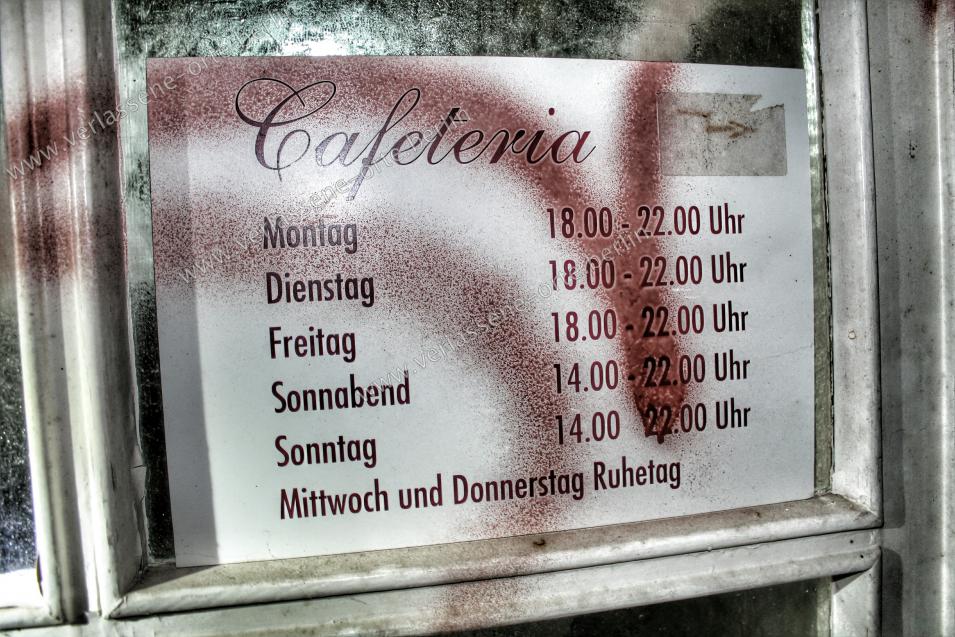 Cafeteria
Montag 18.00 - 22.00 Uhr
Dienstag 18.00 - 22.00 Uhr
Freitag 18.00 - 22.00 Uhr
Sonnabend 14.00 - 22.00 Uhr
Sonntag 14.00 22.00 Uhr
Mittwoch und Donnerstag Ruhetag